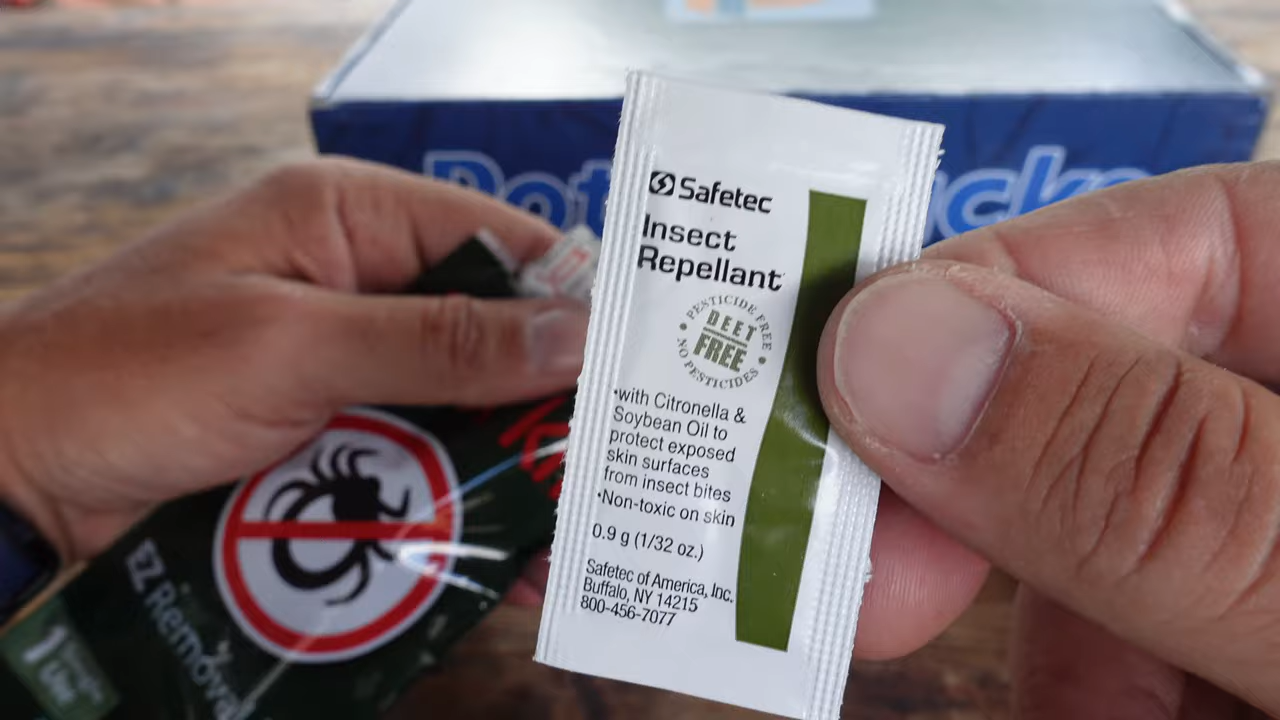 Safetec
Insect
Repellant
PESTICIDE FREE
DEET
FREE
NO PESTICIDES
•with Citronella &
Soybean Oil to
protect exposed
skin surfaces
from insect bites
•Non-toxic on skin
0.9 g (1/32 oz.)
Safetec of America, Inc.
Buffalo, NY 14215
800-456-7077
EZ Removal
1
Use